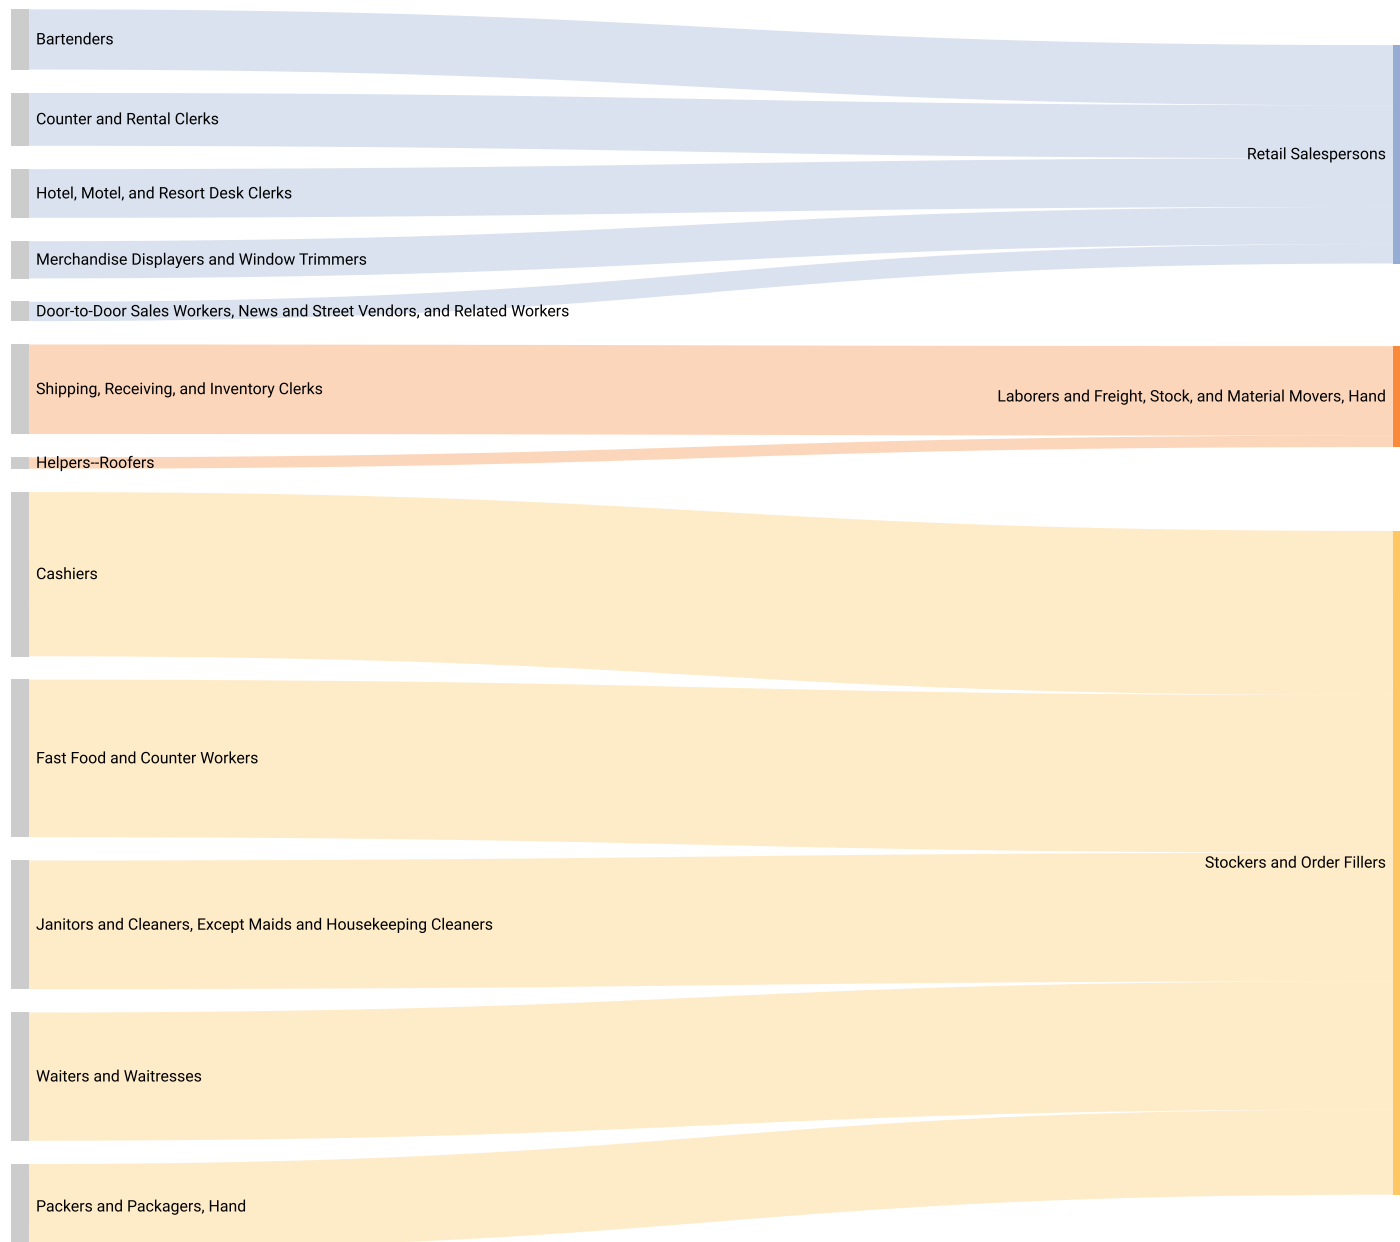 Bartenders
Counter and Rental Clerks
Retail Salespersons
Hotel, Motel, and Resort Desk Clerks
Merchandise Displayers and Window Trimmers
Door-to-Door Sales Workers, News and Street Vendors, and Related Workers
Shipping, Receiving, and Inventory Clerks
Laborers and Freight, Stock, and Material Movers, Hand
Helpers--Roofers
Cashiers
Fast Food and Counter Workers
Stockers and Order Fillers
Janitors and Cleaners, Except Maids and Housekeeping Cleaners
Waiters and Waitresses
Packers and Packagers, Hand